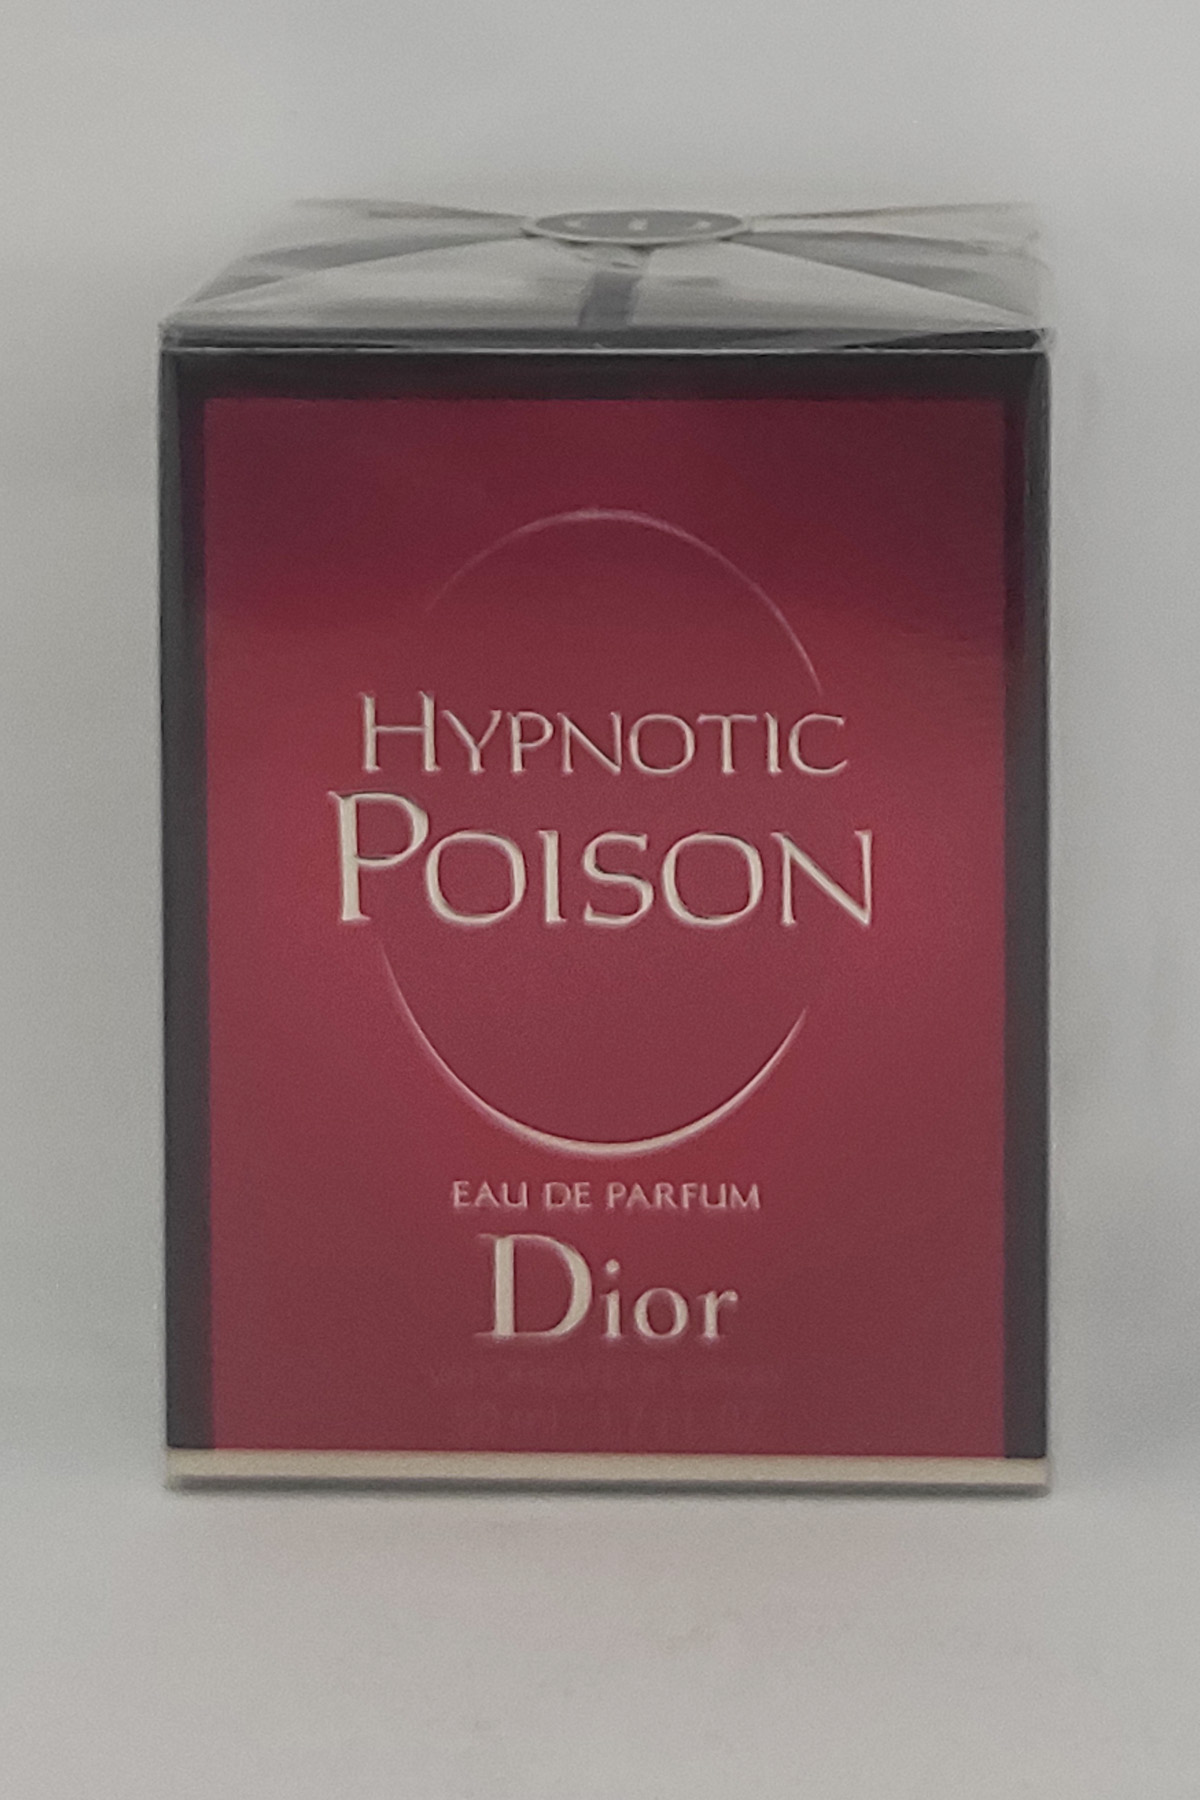 HYPNOTIC
POISON
EAU DE PARFUM
Dior